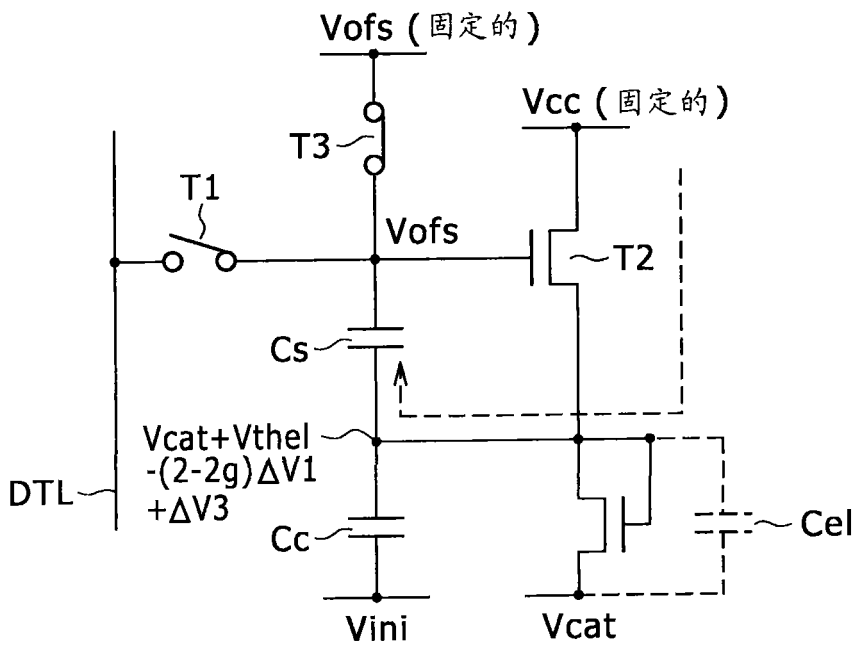 Vofs (固定的)
Vcc (固定的)
T3
T1
Vofs
T2
Cs
Vcat+Vthel
-(2-2g)ΔV1
+ΔV3
DTL
Cc
Cel
Vini
Vcat